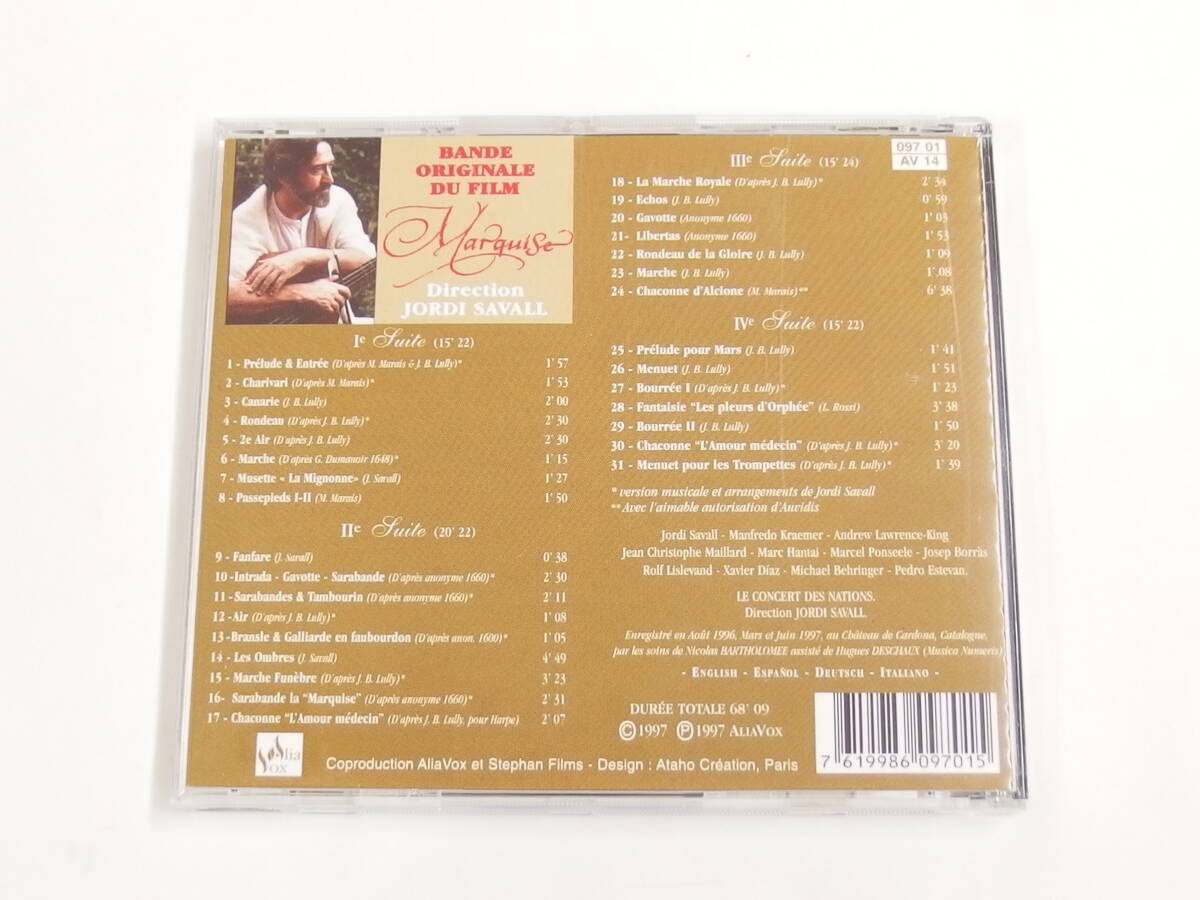 BANDE
ORIGINALE
DU FILM
Marquise
Direction
JORDI SAVALL
Ie Suite (15' 22)
1 - Prélude & Entrée (D'après M. Marais & J. B. Lully)* 1' 57
2 - Charivari (D'après M. Marais)* 1' 53
3 - Canarie (J. B. Lully) 2' 00
4 - Rondeau (D'après J. B. Lully)* 2' 30
5 - 2e Air (D'après J. B. Lully) 2' 30
6 - Marche (D'après G. Dumanoir 1648)* 1' 15
7 - Musette « La Mignonne» (J. Savall) 1' 27
8 - Passepieds I-II (M. Marais) 1' 50
IIe Suite (20' 22)
9 - Fanfare (J. Savall) 0' 38
10 -Intrada - Gavotte - Sarabande (D'après anonyme 1660)* 2' 30
11 - Sarabandes & Tambourin (D'après anonyme 1660)* 2' 11
12 -Air (D'après J. B. Lully)* 1' 08
13 -Bransle & Galliarde en faubourdon (D'après anon. 1600)* 1' 05
14 - Les Ombres (J. Savall) 4' 49
15 - Marche Funèbre (D'après J. B. Lully)* 3' 23
16- Sarabande la "Marquise" (D'après anonyme 1660)* 2' 31
17 - Chaconne "L'Amour médecin" (D'après J. B. Lully, pour Harpe) 2' 07
IIIe Suite (15' 24)
097 01
AV 14
18 - La Marche Royale (D'après J. B. Lully)* 2' 34
19 - Echos (J. B. Lully) 0' 59
20 - Gavotte (Anonyme 1660) 1' 03
21- Libertas (Anonyme 1660) 1' 53
22 - Rondeau de la Gloire (J. B. Lully) 1' 09
23 - Marche (J. B. Lully) 1' 08
24 - Chaconne d'Alcione (M. Marais)** 6' 38
IVe Suite (15' 22)
25 - Prélude pour Mars (J. B. Lully) 1' 41
26 - Menuet (J. B. Lully) 1' 51
27 - Bourrée I (D'après J. B. Lully)* 1' 23
28 - Fantaisie "Les pleurs d'Orphée" (L. Rossi) 3' 38
29 - Bourrée II (J. B. Lully) 1' 50
30 - Chaconne "L'Amour médecin" (D'après J. B. Lully)* 3' 20
31 - Menuet pour les Trompettes (D'après J. B. Lully)* 1' 39
* version musicale et arrangements de Jordi Savall
** Avec l'aimable autorisation d'Auvidis
Jordi Savall - Manfredo Kraemer - Andrew Lawrence-King
Jean Christophe Maillard - Marc Hantaï - Marcel Ponseele - Josep Borràs
Rolf Lislevand - Xavier Díaz - Michael Behringer - Pedro Estevan.
LE CONCERT DES NATIONS.
Direction JORDI SAVALL.
Enregistré en Août 1996, Mars et Juin 1997, au Château de Cardona, Catalogne,
par les soins de Nicolas BARTHOLOMEE assisté de Hugues DESCHAUX (Musica Numeris)
- ENGLISH - ESPAÑOL - DEUTSCH - ITALIANO -
DURÉE TOTALE 68' 09
© 1997 ℗ 1997 ALIAVOX
7 619986 097015
Alia
Vox
Coproduction AliaVox et Stephan Films - Design : Ataho Création, Paris